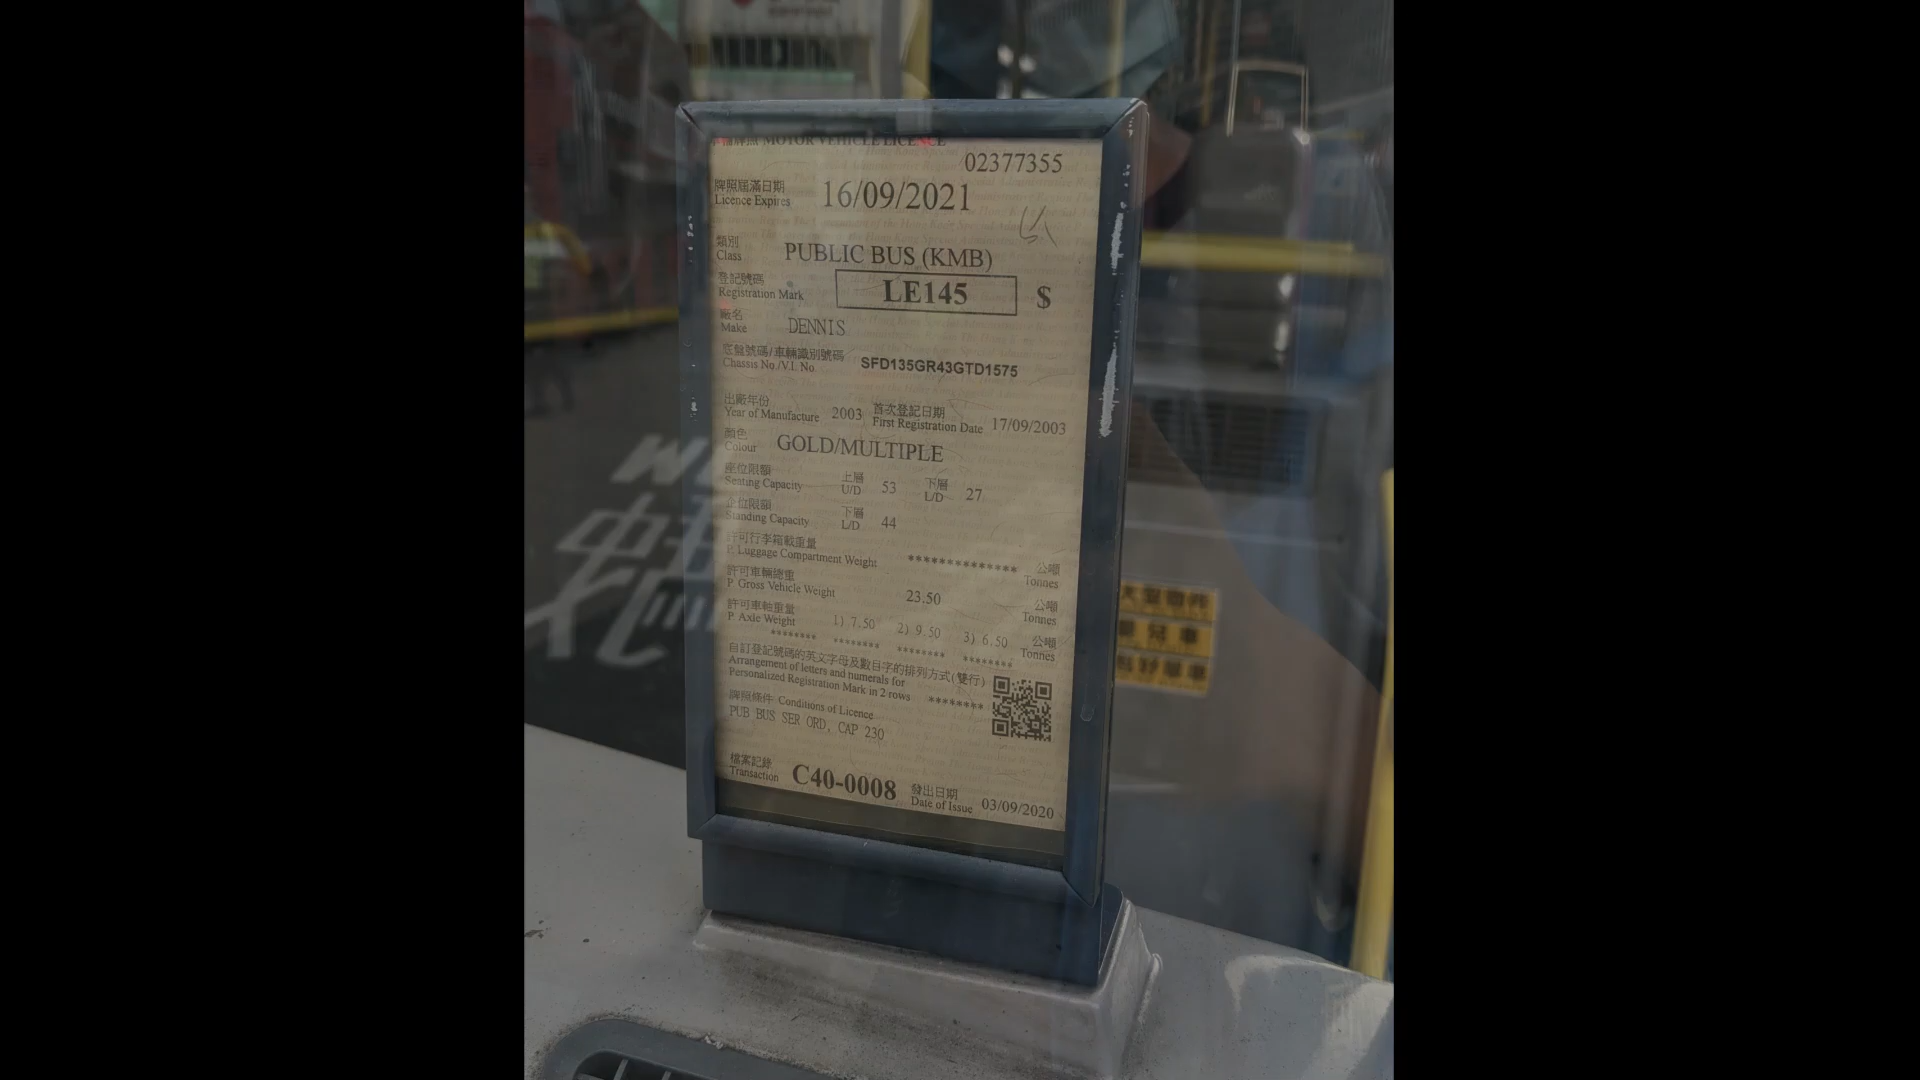 車輛牌照 MOTOR VEHICLE LICENCE
02377355
牌照屆滿日期
Licence Expires 16/09/2021
類別
Class PUBLIC BUS (KMB)
登記號碼
Registration Mark LE145 $
廠名
Make DENNIS
底盤號碼/車輛識別號碼
Chassis No./V.I. No. SFD135GR43GTD1575
出廠年份 首次登記日期
Year of Manufacture 2003 First Registration Date 17/09/2003
顏色
Colour GOLD/MULTIPLE
座位限額 上層 下層
Seating Capacity U/D 53 L/D 27
企位限額 下層
Standing Capacity L/D 44
許可行李箱載重量 公噸
P. Luggage Compartment Weight ************** Tonnes
許可車輛總重 公噸
P. Gross Vehicle Weight 23.50 Tonnes
許可車軸重量 公噸
P. Axle Weight 1) 7.50 2) 9.50 3) 6.50 Tonnes
******** ******** ******** ********
自訂登記號碼的英文字母及數目字的排列方式(雙行)
Arrangement of letters and numerals for
Personalized Registration Mark in 2 rows ********
牌照條件 Conditions of Licence
PUB BUS SER ORD, CAP 230
檔案記錄 發出日期
Transaction C40-0008 Date of Issue 03/09/2020